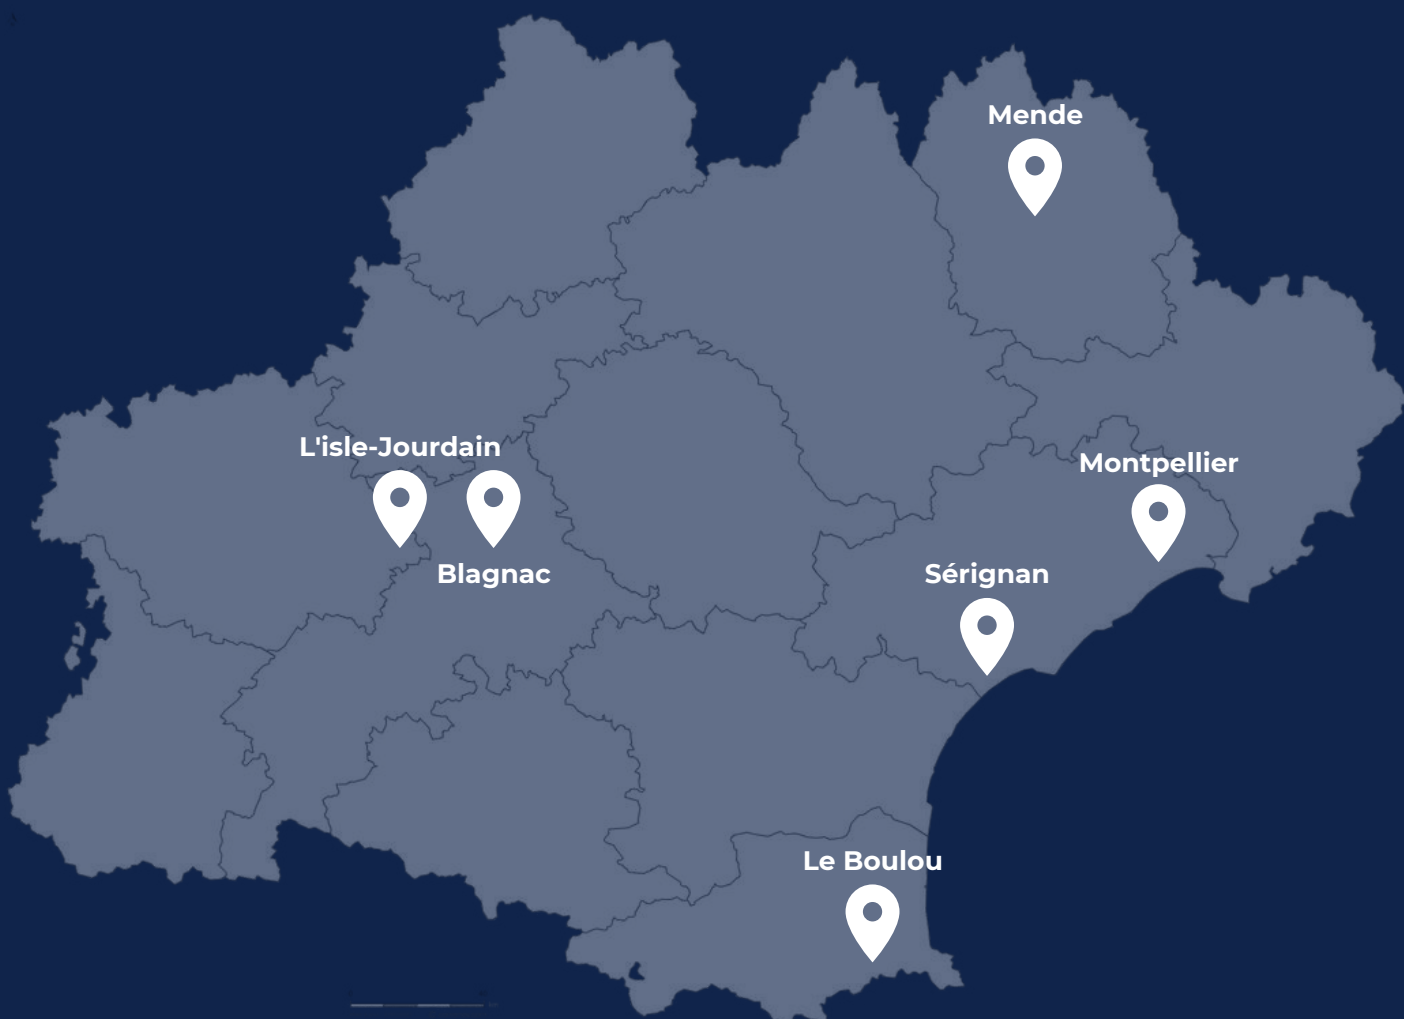 Mende
L'isle-Jourdain
Montpellier
Blagnac
Sérignan
Le Boulou